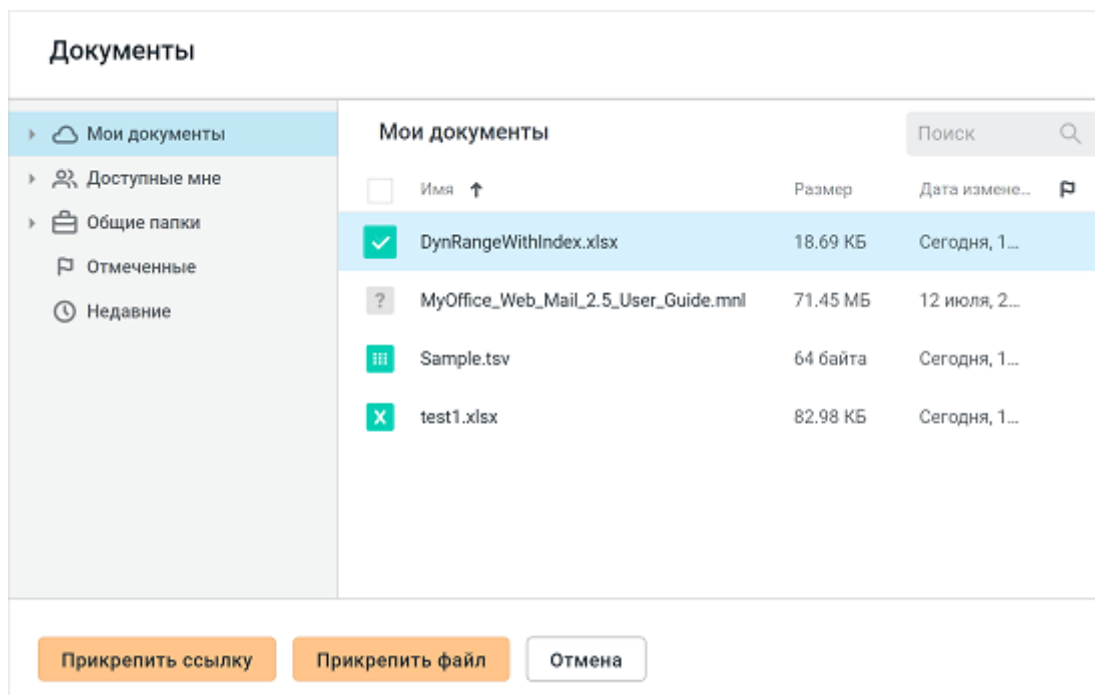 Документы
Мои документы
Доступные мне
Общие папки
Отмеченные
Недавние
Мои документы
Поиск
Имя Размер Дата измене...
DynRangeWithIndex.xlsx 18.69 КБ Сегодня, 1...
? MyOffice_Web_Mail_2.5_User_Guide.mnl 71.45 МБ 12 июля, 2...
Sample.tsv 64 байта Сегодня, 1...
X test1.xlsx 82.98 КБ Сегодня, 1...
Прикрепить ссылку Прикрепить файл Отмена